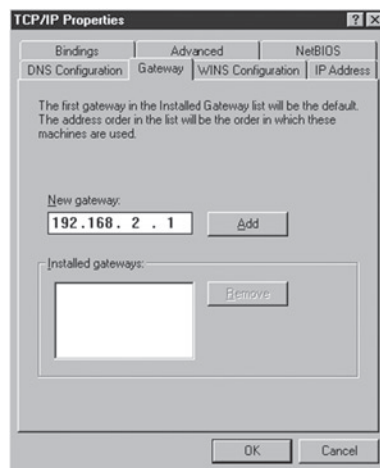 TCP/IP Properties
Bindings Advanced NetBIOS
DNS Configuration Gateway WINS Configuration IP Address
The first gateway in the Installed Gateway list will be the default.
The address order in the list will be the order in which these
machines are used.
New gateway:
192.168. 2 . 1 Add
Installed gateways:
Remove
OK Cancel